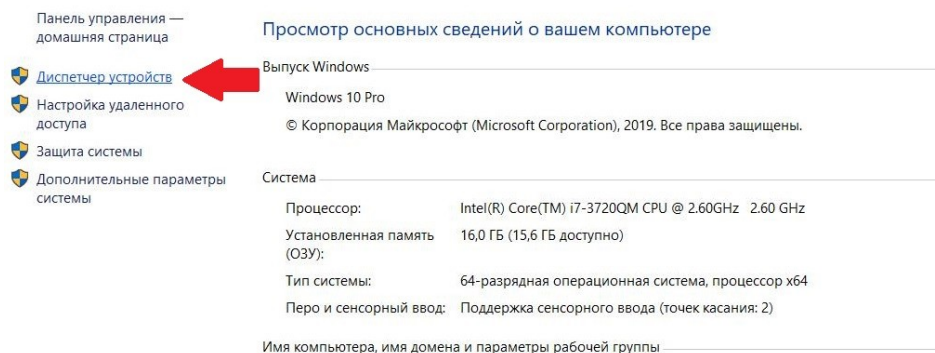 Панель управления —
домашняя страница
Диспетчер устройств
Настройка удаленного
доступа
Защита системы
Дополнительные параметры
системы
Просмотр основных сведений о вашем компьютере
Выпуск Windows
Windows 10 Pro
© Корпорация Майкрософт (Microsoft Corporation), 2019. Все права защищены.
Система
Процессор: Intel(R) Core(TM) i7-3720QM CPU @ 2.60GHz 2.60 GHz
Установленная память 16,0 ГБ (15,6 ГБ доступно)
(ОЗУ):
Тип системы: 64-разрядная операционная система, процессор x64
Перо и сенсорный ввод: Поддержка сенсорного ввода (точек касания: 2)
Имя компьютера, имя домена и параметры рабочей группы